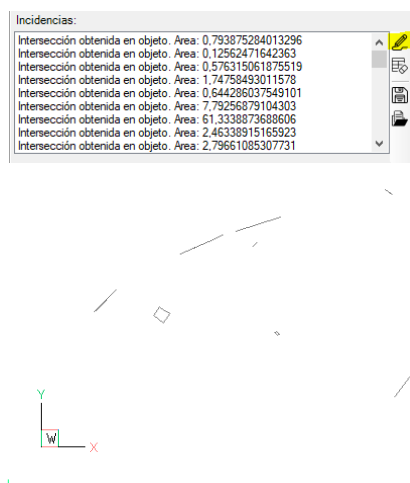 Incidencias:
Intersección obtenida en objeto. Area: 0,793875284013296
Intersección obtenida en objeto. Area: 0,12562471642363
Intersección obtenida en objeto. Area: 0,576315061875519
Intersección obtenida en objeto. Area: 1,74758493011578
Intersección obtenida en objeto. Area: 0,644286037549101
Intersección obtenida en objeto. Area: 7,79256879104303
Intersección obtenida en objeto. Area: 61,3338873688606
Intersección obtenida en objeto. Area: 2,46338915165923
Intersección obtenida en objeto. Area: 2,79661085307731
Y
W
X